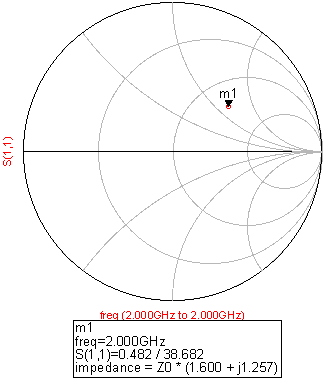 m1
S(1,1)
freq (2.000GHz to 2.000GHz)
m1
freq=2.000GHz
S(1,1)=0.482 / 38.682
impedance = Z0 * (1.600 + j1.257)